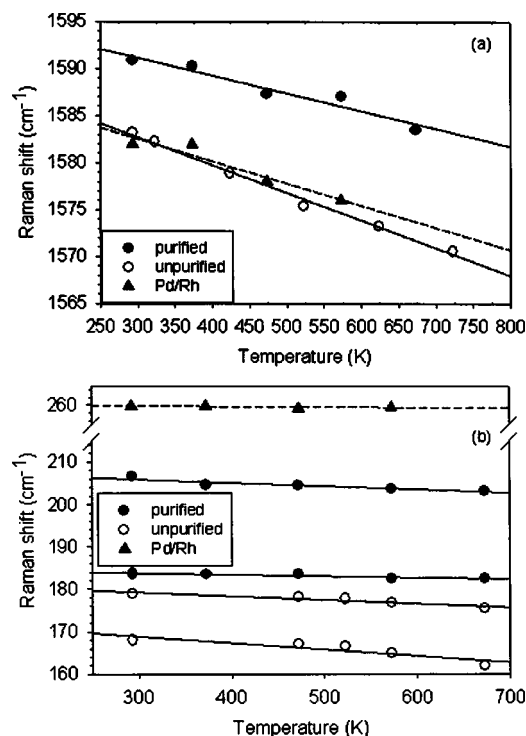 (a)
1595
1590
1585
1580
1575
1570
1565
Raman shift (cm⁻¹)
purified
unpurified
Pd/Rh
250 300 350 400 450 500 550 600 650 700 750 800
Temperature (K)
(b)
260
210
200
190
180
170
160
Raman shift (cm⁻¹)
purified
unpurified
Pd/Rh
300 400 500 600 700
Temperature (K)